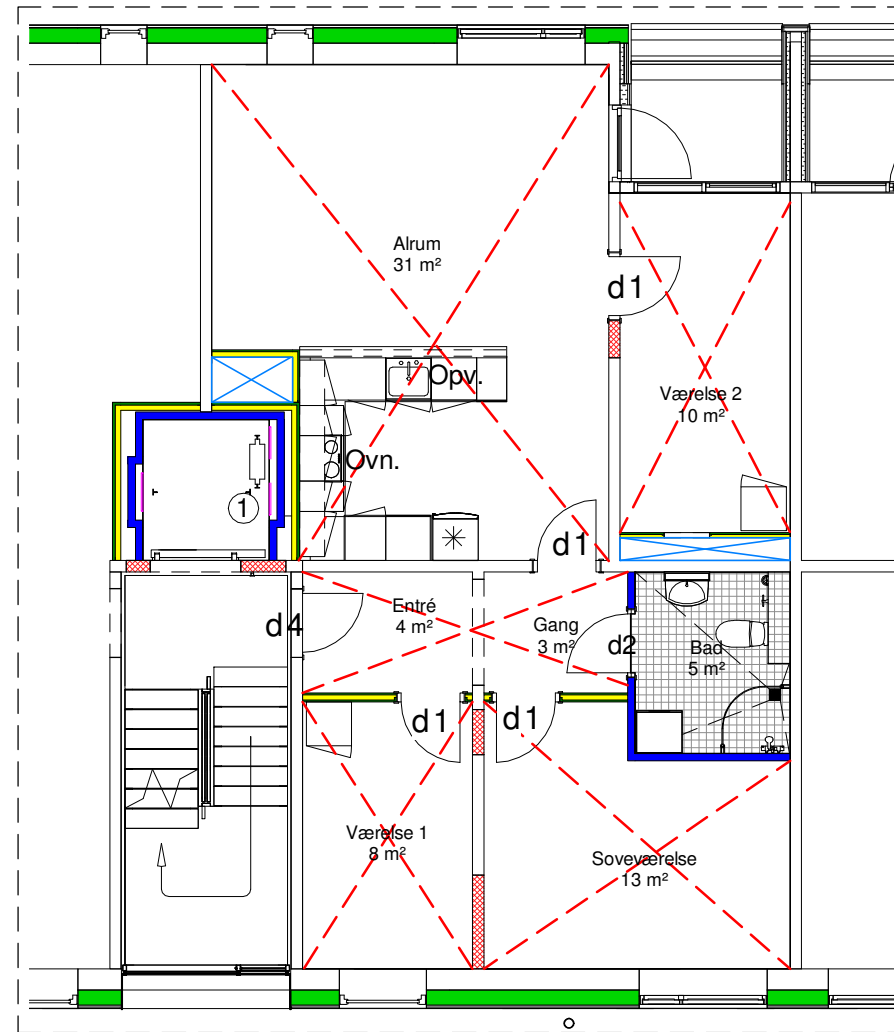 Alrum
31 m²
d1
Opv.
Værelse 2
10 m²
Ovn.
1
d1
Entré
4 m²
d4
Gang
3 m²
d2
Bad
5 m²
d1
d1
Værelse 1
8 m²
Soveværelse
13 m²